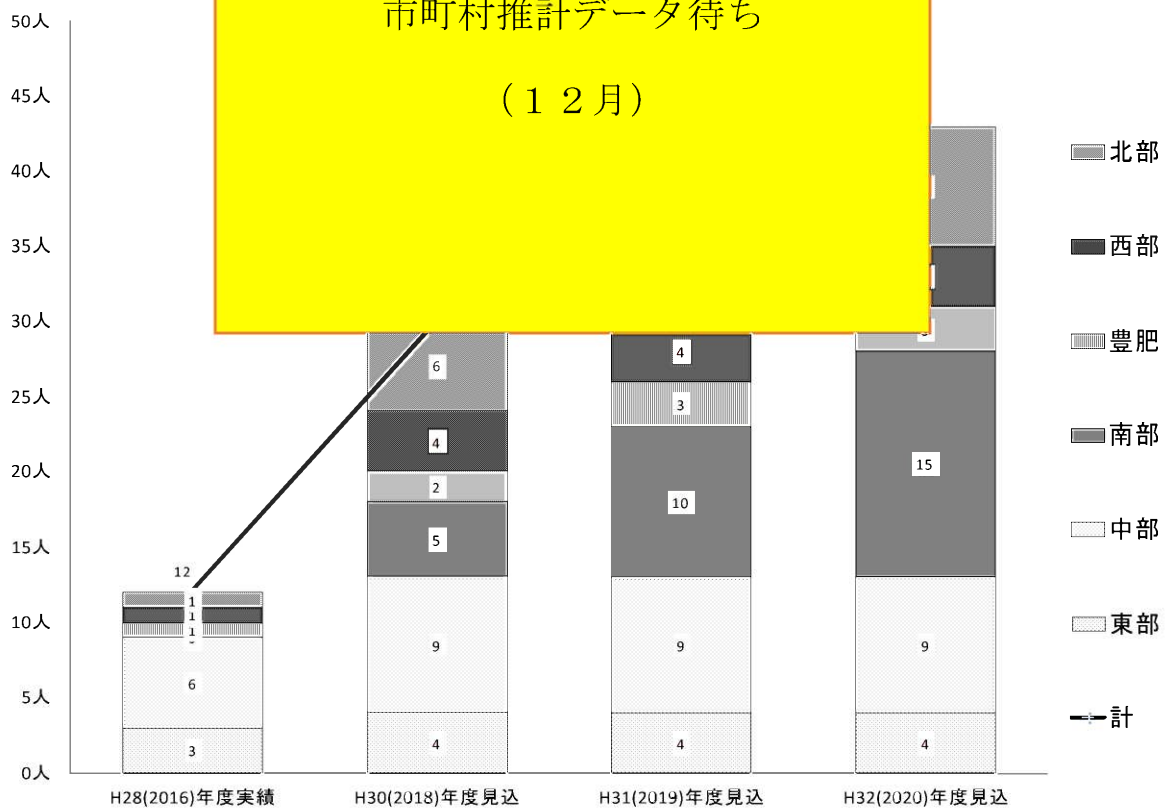 市町村推計データ待ち
（１２月）
50人
45人
40人
35人
30人
25人
20人
15人
10人
5人
0人
12
1
1
1
6
3
6
4
2
5
9
4
4
3
10
9
4
15
9
4
H28(2016)年度実績
H30(2018)年度見込
H31(2019)年度見込
H32(2020)年度見込
北部
西部
豊肥
南部
中部
東部
計